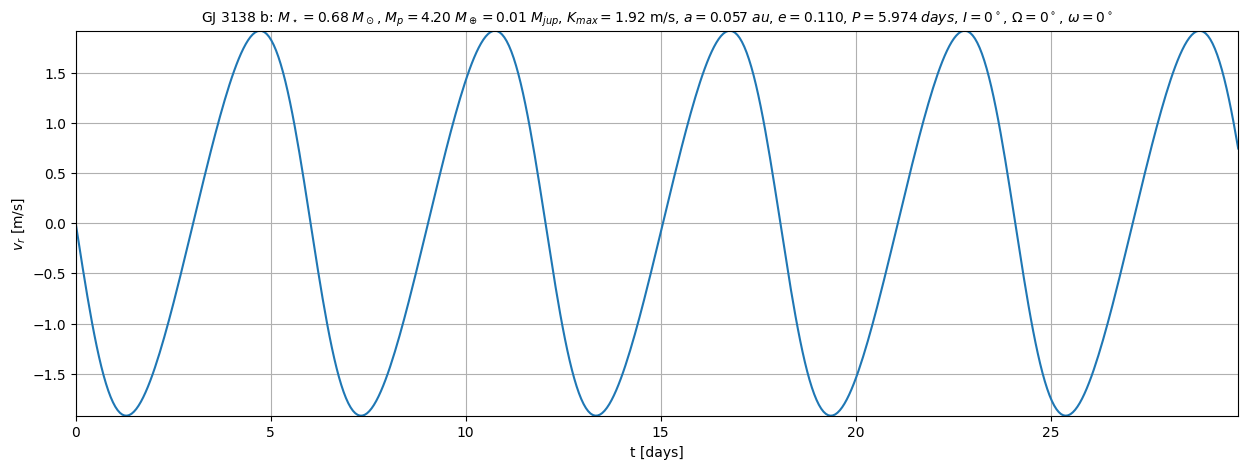 GJ 3138 b: M⋆ = 0.68 M⊙, Mp = 4.20 M⊕ = 0.01 Mjup, Kmax = 1.92 m/s, a = 0.057 au, e = 0.110, P = 5.974 days, I = 0°, Ω = 0°, ω = 0°
1.5
1.0
0.5
0.0
−0.5
−1.0
−1.5
vr [m/s]
0 5 10 15 20 25
t [days]